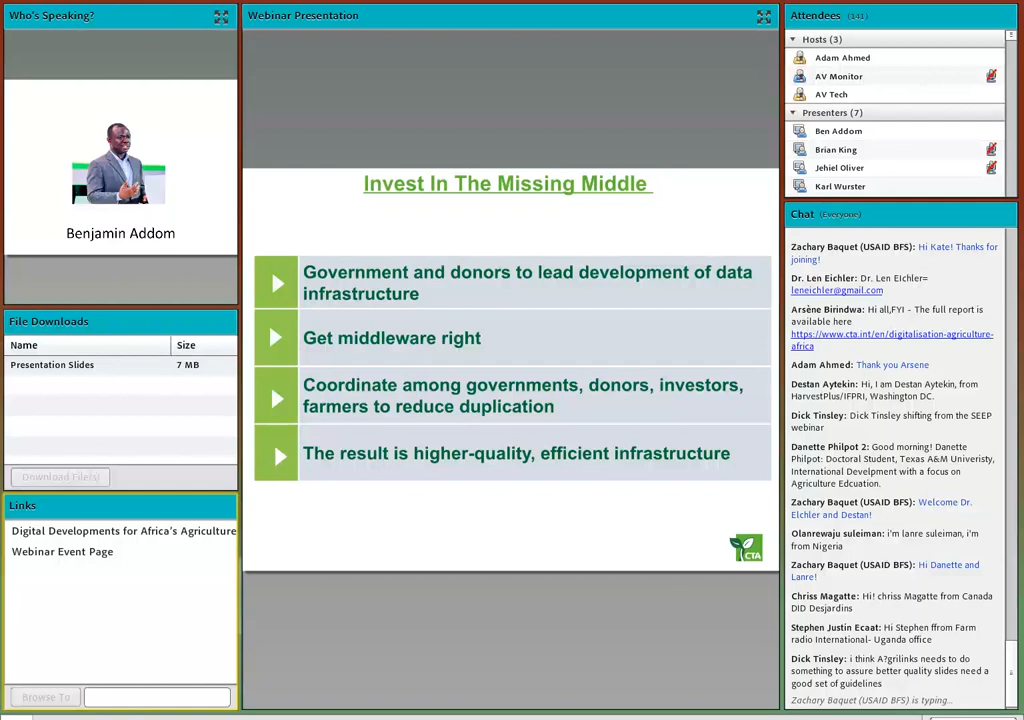 Who's Speaking?
Benjamin Addom
File Downloads
Name Size
Presentation Slides 7 MB
Download File(s)
Links
Digital Developments for Africa's Agriculture
Webinar Event Page
Browse To
Webinar Presentation
Invest In The Missing Middle
Government and donors to lead development of data
infrastructure
Get middleware right
Coordinate among governments, donors, investors,
farmers to reduce duplication
The result is higher-quality, efficient infrastructure
CTA
Attendees (141)
Hosts (3)
Adam Ahmed
AV Monitor
AV Tech
Presenters (7)
Ben Addom
Brian King
Jehiel Oliver
Karl Wurster
Chat (Everyone)
Zachary Baquet (USAID BFS): Hi Kate! Thanks for
joining!
Dr. Len Eichler: Dr. Len EIchler=
leneichler@gmail.com
Arsène Birindwa: Hi all,FYI - The full report is
available here
https://www.cta.int/en/digitalisation-agriculture-
africa
Adam Ahmed: Thank you Arsene
Destan Aytekin: Hi, I am Destan Aytekin, from
HarvestPlus/IFPRI, Washington DC.
Dick Tinsley: Dick Tinsley shifting from the SEEP
webinar
Danette Philpot 2: Good morning! Danette
Philpot: Doctoral Student, Texas A&M Univeristy,
International Develpment with a focus on
Agriculture Edcuation.
Zachary Baquet (USAID BFS): Welcome Dr.
EIchler and Destan!
Olanrewaju suleiman: i'm lanre suleiman, i'm
from Nigeria
Zachary Baquet (USAID BFS): Hi Danette and
Lanre!
Chriss Magatte: Hi! chriss Magatte from Canada
DID Desjardins
Stephen Justin Ecaat: Hi Stephen ffrom Farm
radio International- Uganda office
Dick Tinsley: i think A?grilinks needs to do
something to assure better quality slides need a
good set of guidelines
Zachary Baquet (USAID BFS) is typing...